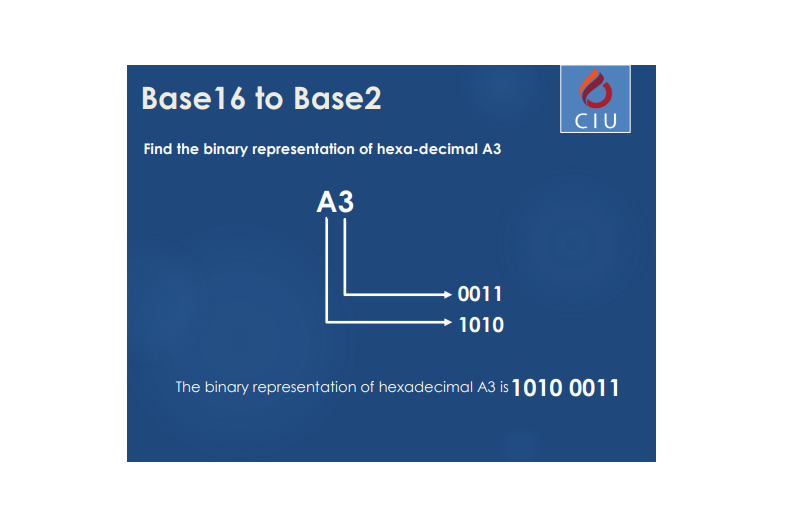 Base16 to Base2
CIU
Find the binary representation of hexa-decimal A3
A3
0011
1010
The binary representation of hexadecimal A3 is 1010 0011